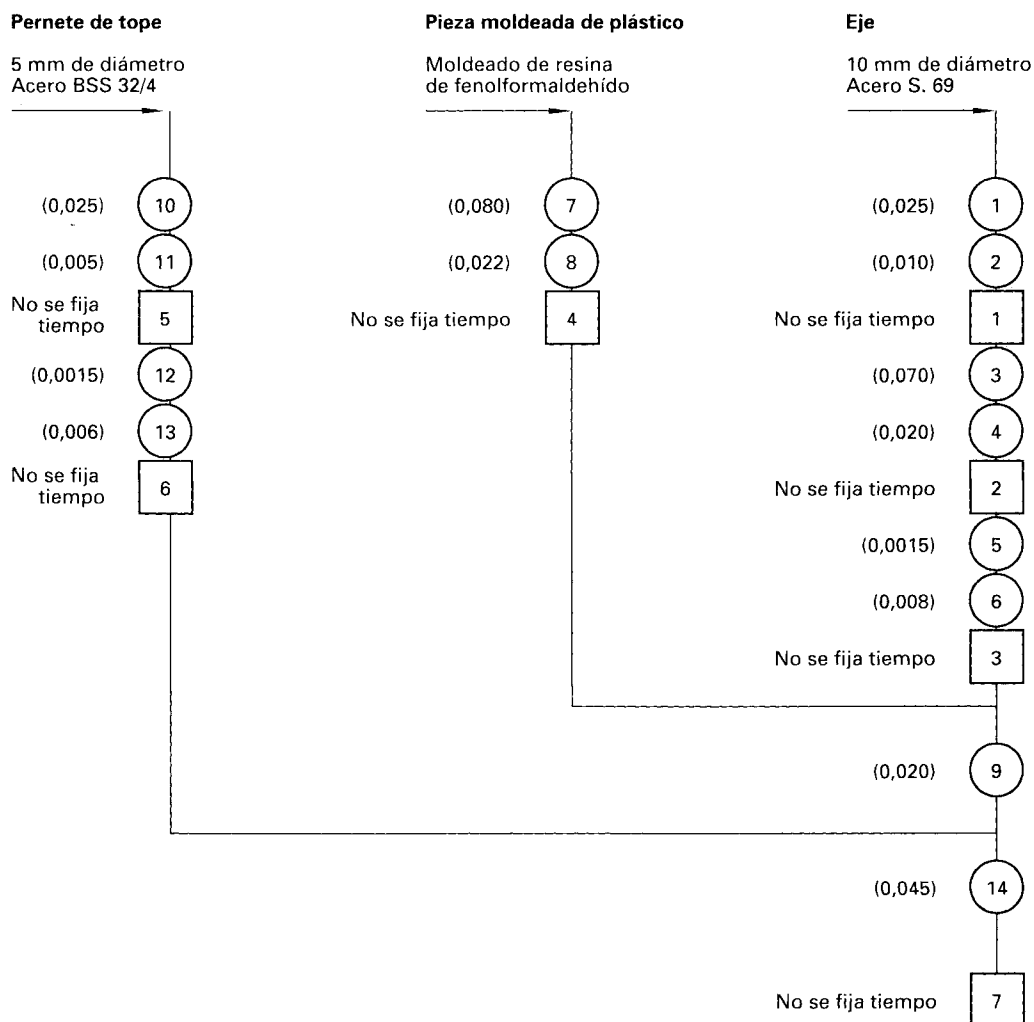 Pernete de tope
5 mm de diámetro
Acero BSS 32/4
(0,025) 10
(0,005) 11
No se fija
tiempo 5
(0,0015) 12
(0,006) 13
No se fija
tiempo 6
Pieza moldeada de plástico
Moldeado de resina
de fenolformaldehído
(0,080) 7
(0,022) 8
No se fija tiempo 4
Eje
10 mm de diámetro
Acero S. 69
(0,025) 1
(0,010) 2
No se fija tiempo 1
(0,070) 3
(0,020) 4
No se fija tiempo 2
(0,0015) 5
(0,008) 6
No se fija tiempo 3
(0,020) 9
(0,045) 14
No se fija tiempo 7